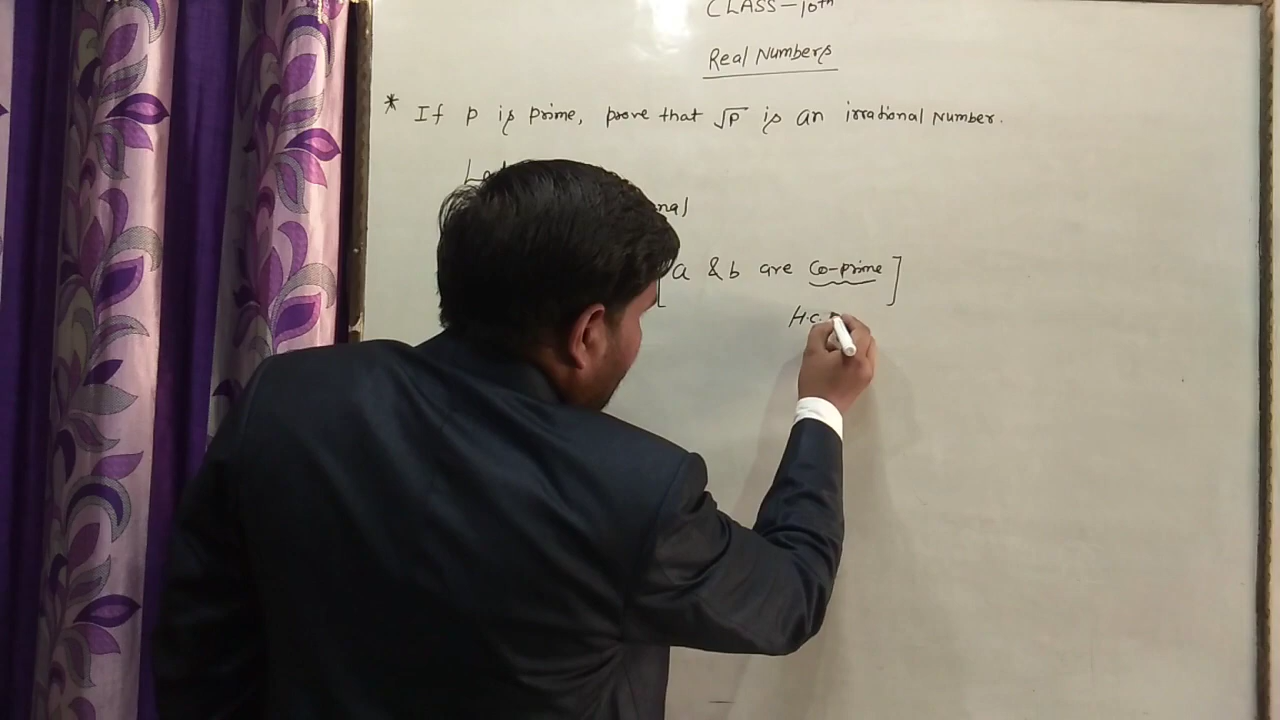 CLASS-10th
Real Numbers
* If p is prime, prove that √p is an irrational Number.
[a & b are Co-prime]
H.C.